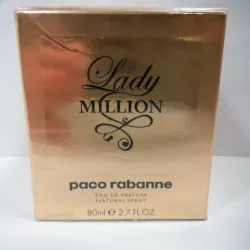 Lady
MILLION
paco rabanne
EAU DE PARFUM
NATURAL SPRAY
80ml ℮ 2.7 FL OZ